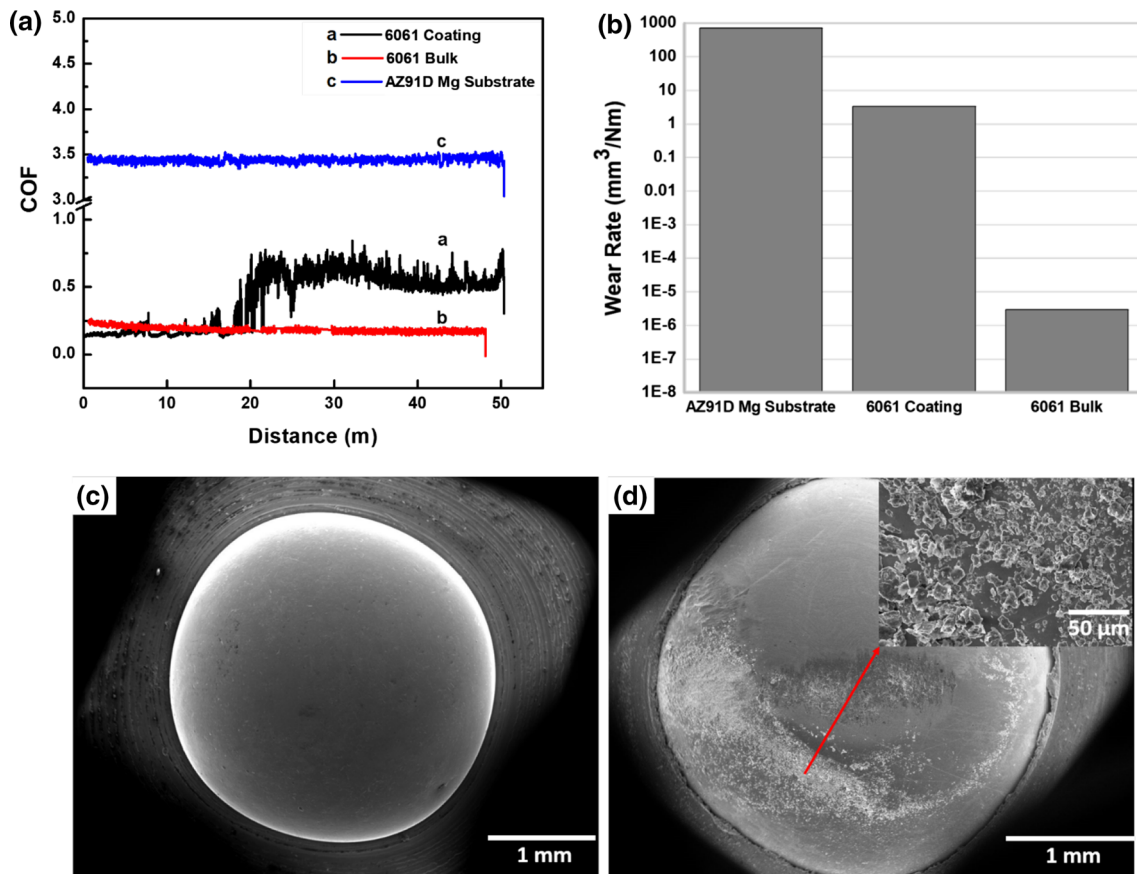 (a)
5.0
4.5
4.0
3.5
3.0
1.0
0.5
0.0
COF
a 6061 Coating
b 6061 Bulk
c AZ91D Mg Substrate
c
a
b
0 10 20 30 40 50
Distance (m)
(b)
1000
100
10
1
0.1
0.01
1E-3
1E-4
1E-5
1E-6
1E-7
1E-8
Wear Rate (mm³/Nm)
AZ91D Mg Substrate 6061 Coating 6061 Bulk
(c)
1 mm
(d)
50 µm
1 mm